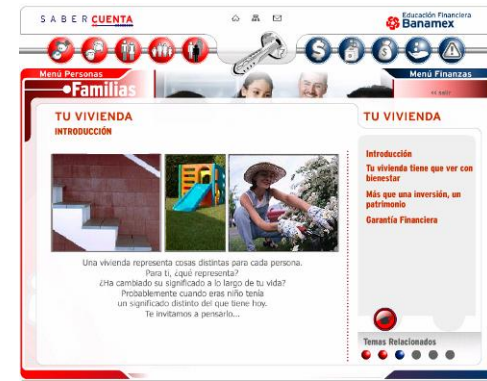 SABER CUENTA
Educación Financiera
Banamex
Menú Personas
Menú Finanzas
Familias
TU VIVIENDA
INTRODUCCIÓN
Una vivienda representa cosas distintas para cada persona.
Para ti, ¿qué representa?
¿Ha cambiado su significado a lo largo de tu vida?
Probablemente cuando eras niño tenía
un significado distinto del que tiene hoy.
Te invitamos a pensarlo...
TU VIVIENDA
Introducción
Tu vivienda tiene que ver con
bienestar
Más que una inversión, un
patrimonio
Garantía Financiera
Temas Relacionados